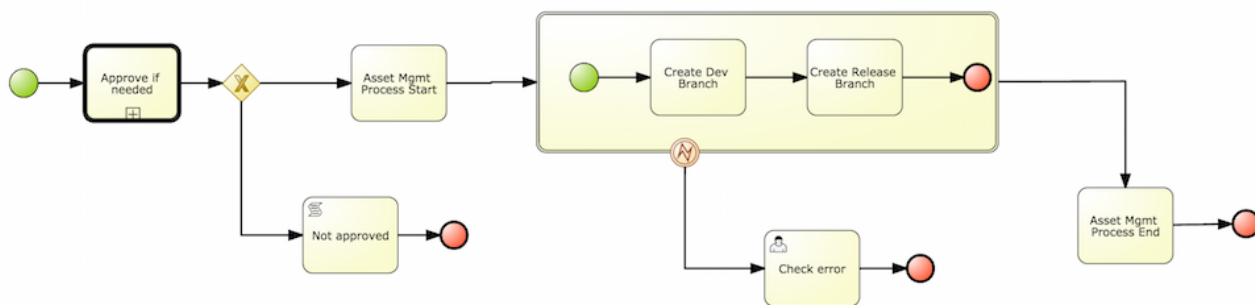 Approve if
needed
Asset Mgmt
Process Start
Create Dev
Branch
Create Release
Branch
Not approved
Check error
Asset Mgmt
Process End